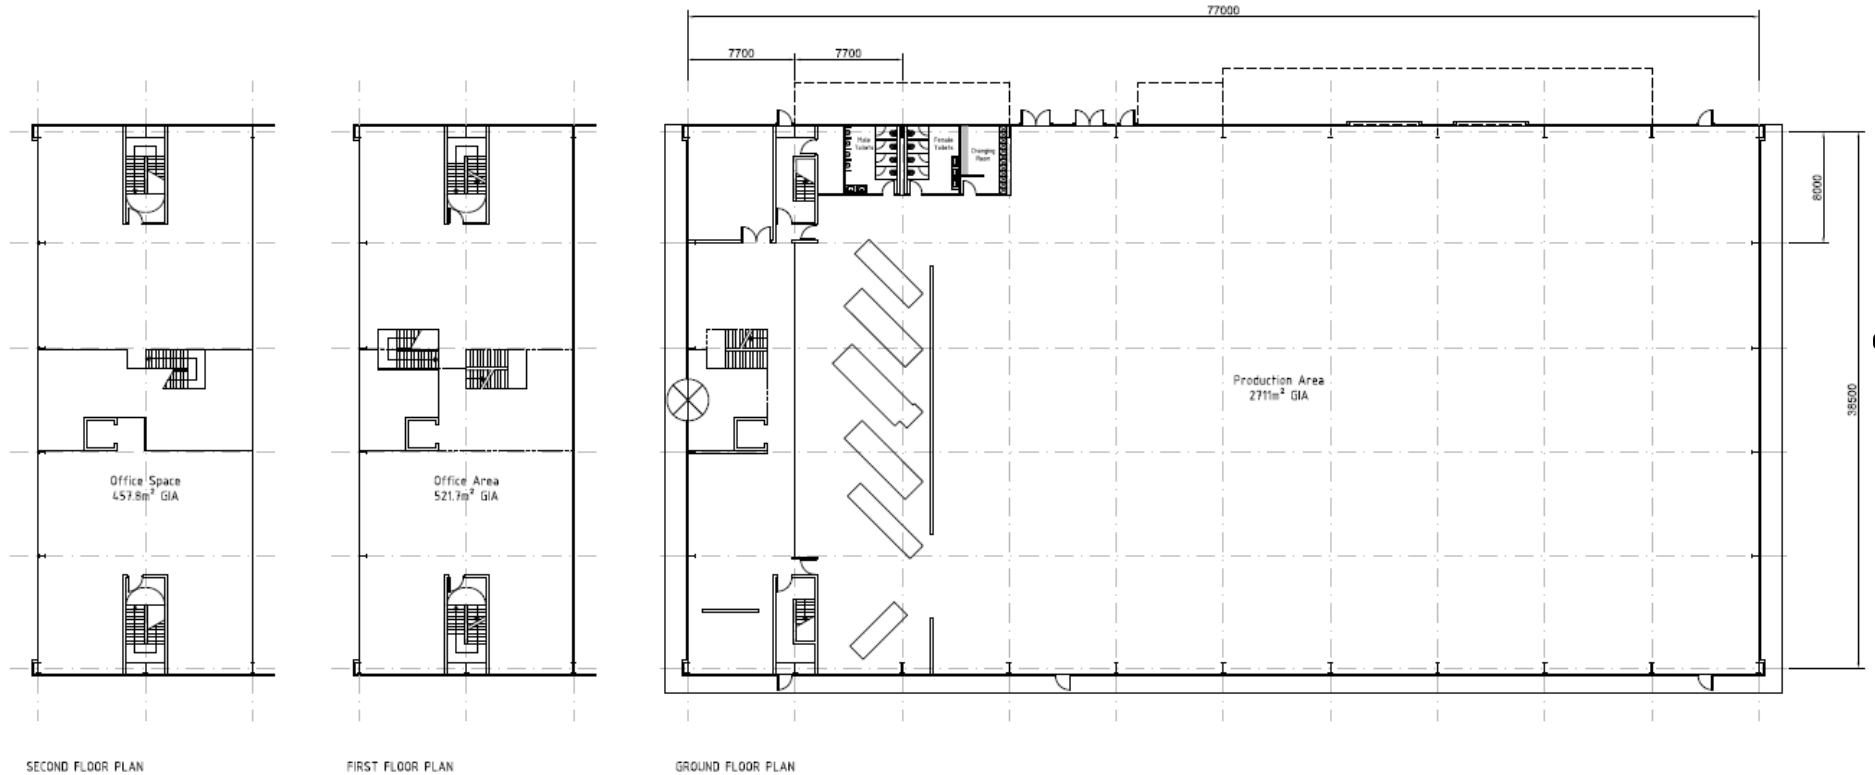 77000
7700
7700
Male
Toilets
Female
Toilets
Changing
Room
8000
38500
Production Area
2711m² GIA
Office Space
457.8m² GIA
Office Area
521.7m² GIA
SECOND FLOOR PLAN
FIRST FLOOR PLAN
GROUND FLOOR PLAN